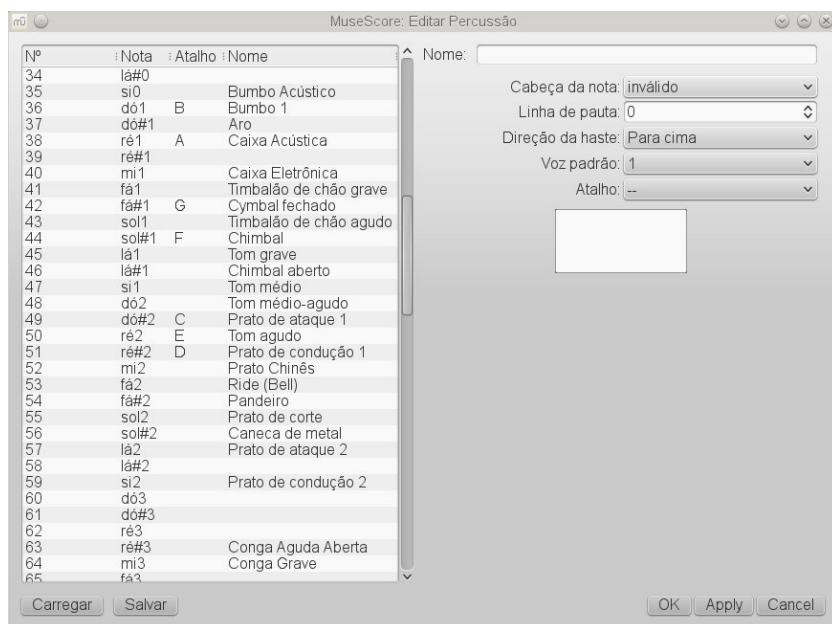 MuseScore: Editar Percussão
Nº Nota Atalho Nome
34 lá#0
35 si0 Bumbo Acústico
36 dó1 B Bumbo 1
37 dó#1 Aro
38 ré1 A Caixa Acústica
39 ré#1
40 mi1 Caixa Eletrônica
41 fá1 Timbalão de chão grave
42 fá#1 G Cymbal fechado
43 sol1 Timbalão de chão agudo
44 sol#1 F Chimbal
45 lá1 Tom grave
46 lá#1 Chimbal aberto
47 si1 Tom médio
48 dó2 Tom médio-agudo
49 dó#2 C Prato de ataque 1
50 ré2 E Tom agudo
51 ré#2 D Prato de condução 1
52 mi2 Prato Chinês
53 fá2 Ride (Bell)
54 fá#2 Pandeiro
55 sol2 Prato de corte
56 sol#2 Caneca de metal
57 lá2 Prato de ataque 2
58 lá#2
59 si2 Prato de condução 2
60 dó3
61 dó#3
62 ré3
63 ré#3 Conga Aguda Aberta
64 mi3 Conga Grave
65 fá3
Nome:
Cabeça da nota: inválido
Linha de pauta: 0
Direção da haste: Para cima
Voz padrão: 1
Atalho: --
Carregar Salvar OK Apply Cancel